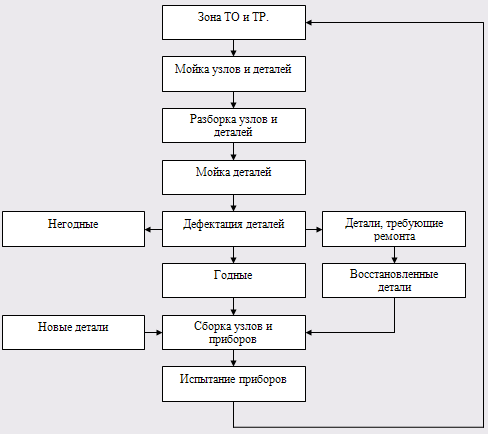 Зона ТО и ТР.
Мойка узлов и деталей
Разборка узлов и
деталей
Мойка деталей
Негодные
Дефектация деталей
Детали, требующие
ремонта
Годные
Восстановленные
детали
Новые детали
Сборка узлов и
приборов
Испытание приборов